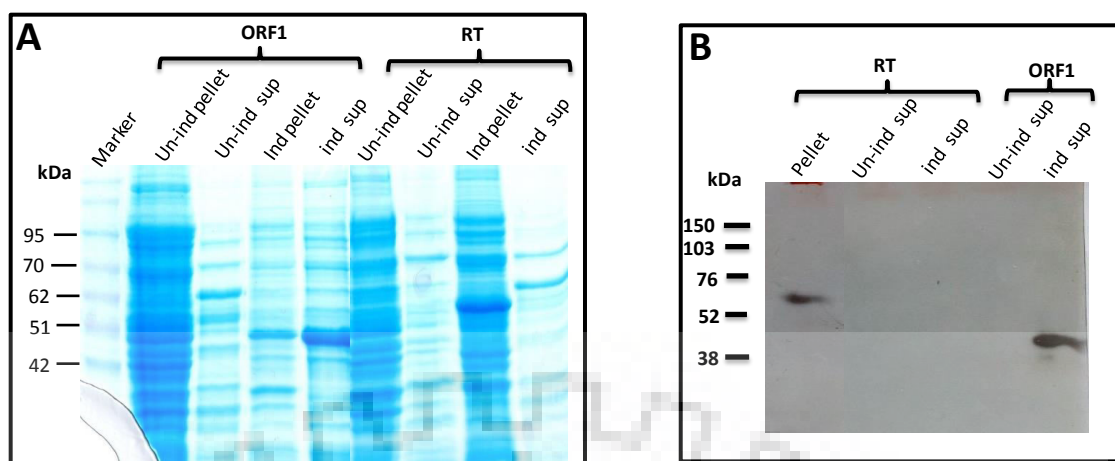 A
ORF1
RT
Marker
Un-ind pellet
Un-ind sup
Ind pellet
ind sup
Un-ind pellet
Un-ind sup
Ind pellet
ind sup
kDa
95
70
62
51
42
B
RT
ORF1
Pellet
Un-ind sup
ind sup
Un-ind sup
ind sup
kDa
150
103
76
52
38